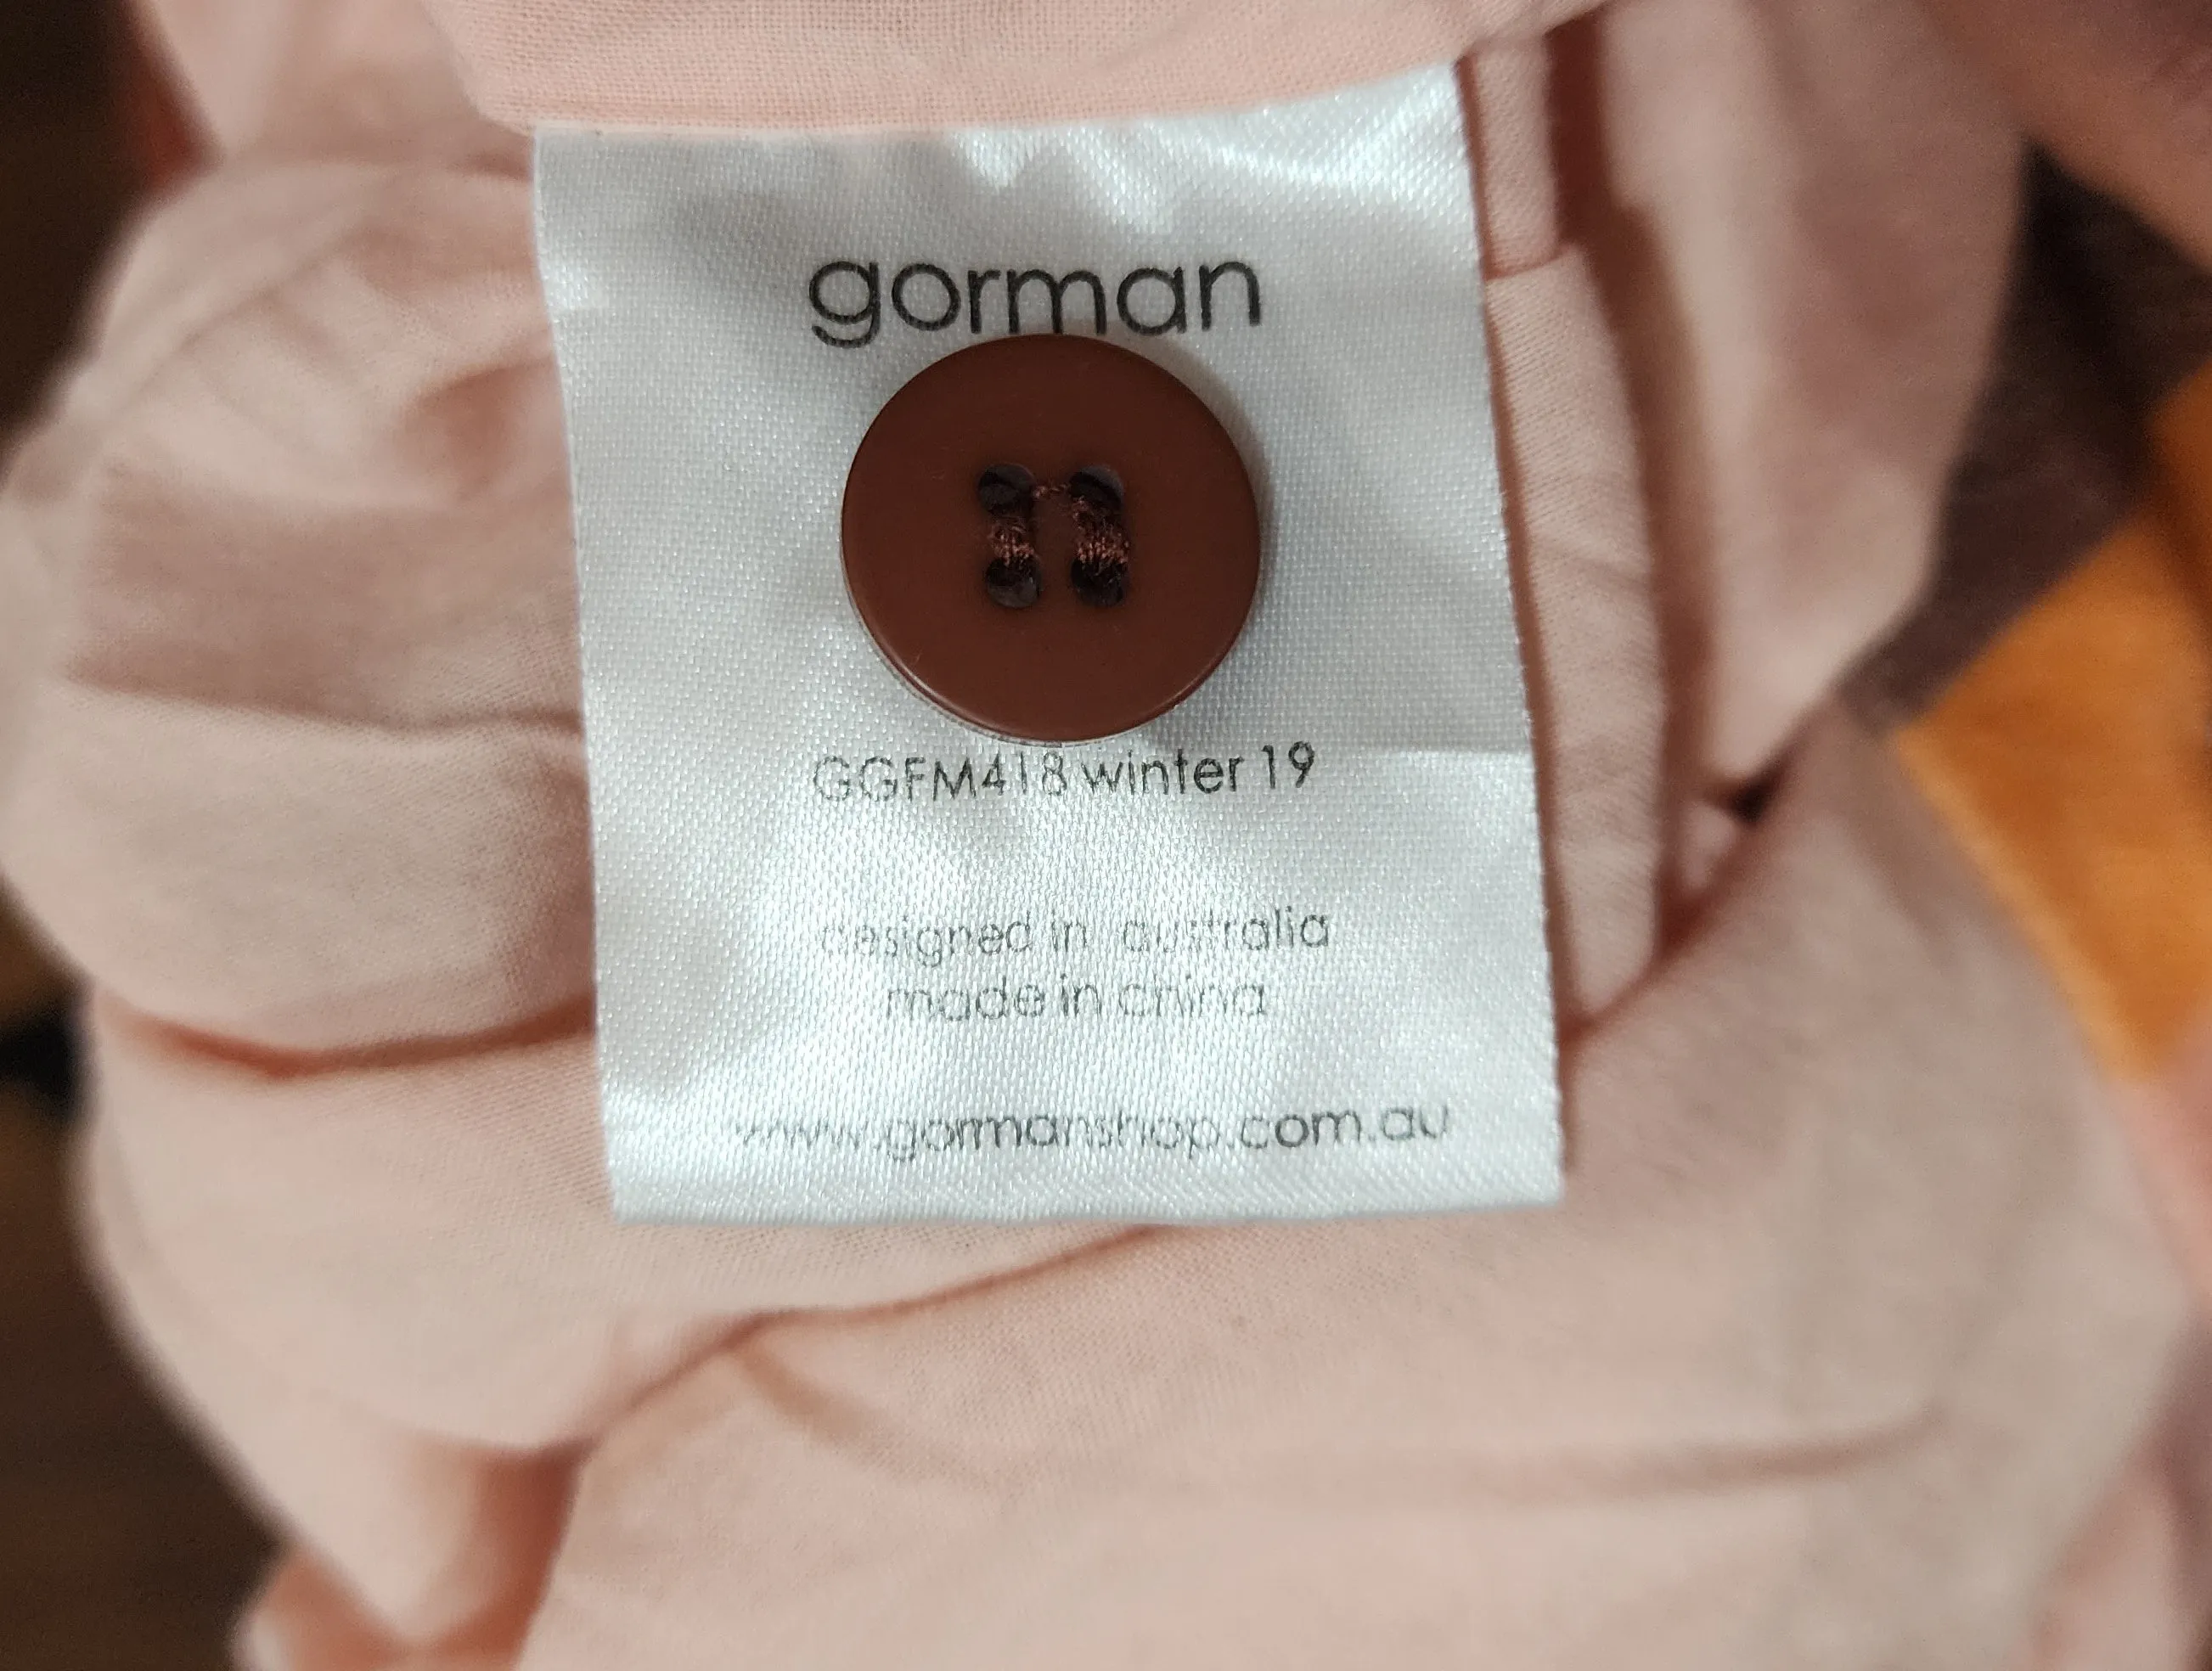 gorman
GGFM418 winter 19
designed in australia
made in china
www.gormanshop.com.au